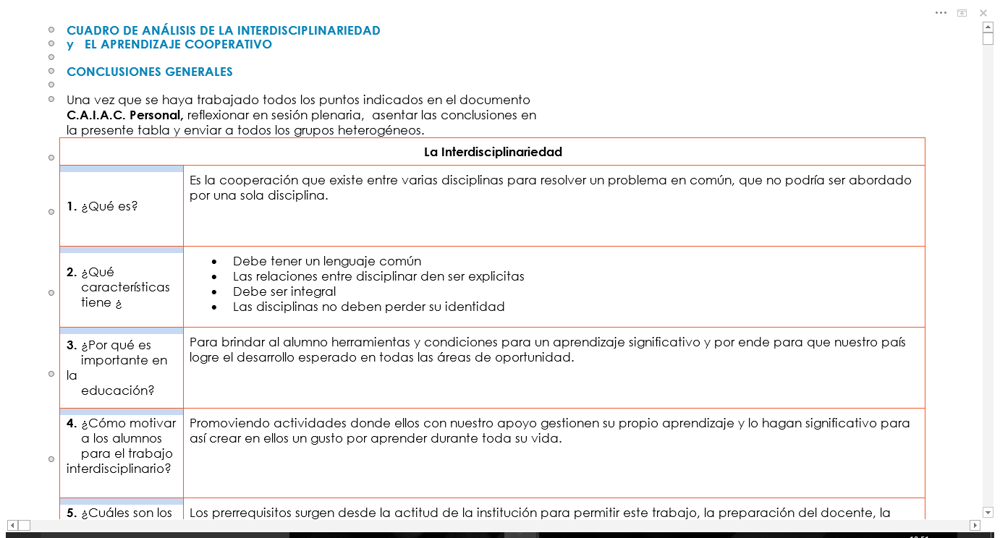 CUADRO DE ANÁLISIS DE LA INTERDISCIPLINARIEDAD
y EL APRENDIZAJE COOPERATIVO
CONCLUSIONES GENERALES
Una vez que se haya trabajado todos los puntos indicados en el documento
C.A.I.A.C. Personal, reflexionar en sesión plenaria, asentar las conclusiones en
la presente tabla y enviar a todos los grupos heterogéneos.
La Interdisciplinariedad
1. ¿Qué es?
Es la cooperación que existe entre varias disciplinas para resolver un problema en común, que no podría ser abordado
por una sola disciplina.
2. ¿Qué
características
tiene ¿
• Debe tener un lenguaje común
• Las relaciones entre disciplinar den ser explicitas
• Debe ser integral
• Las disciplinas no deben perder su identidad
3. ¿Por qué es
importante en
la
educación?
Para brindar al alumno herramientas y condiciones para un aprendizaje significativo y por ende para que nuestro país
logre el desarrollo esperado en todas las áreas de oportunidad.
4. ¿Cómo motivar
a los alumnos
para el trabajo
interdisciplinario?
Promoviendo actividades donde ellos con nuestro apoyo gestionen su propio aprendizaje y lo hagan significativo para
así crear en ellos un gusto por aprender durante toda su vida.
5. ¿Cuáles son los
Los prerrequisitos surgen desde la actitud de la institución para permitir este trabajo, la preparación del docente, la